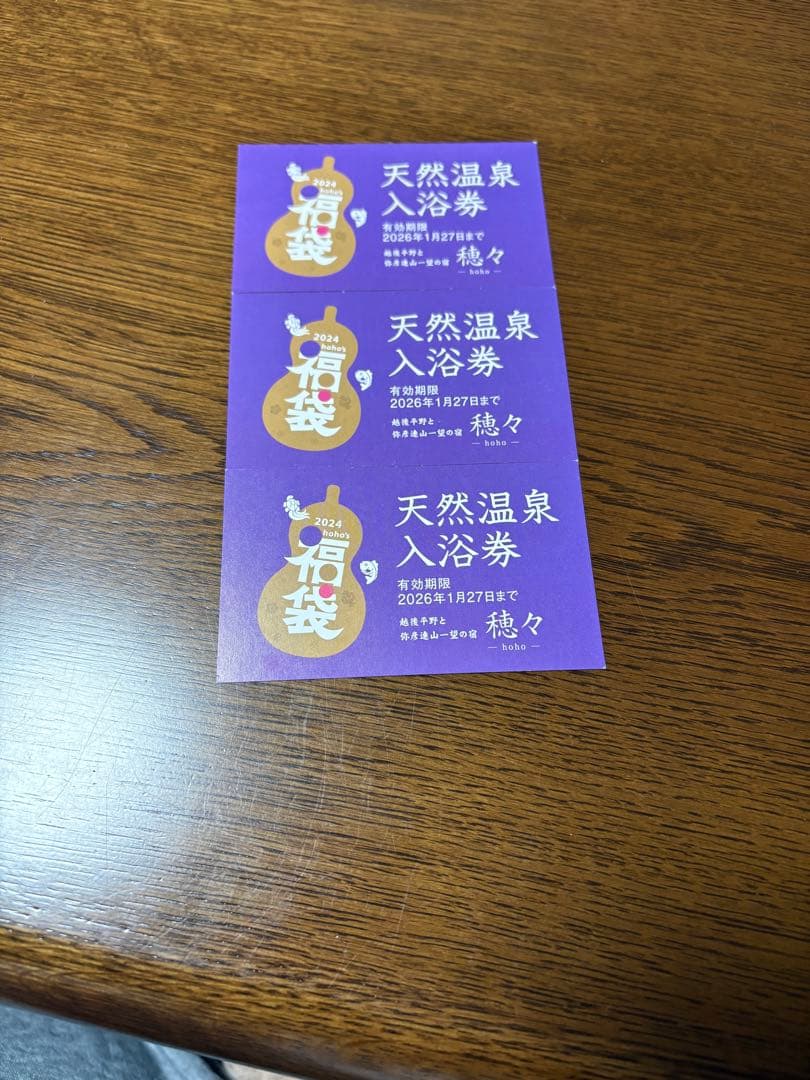 2024
hoho's
福袋
天然温泉
入浴券
有効期限
2026年1月27日まで
越後平野と
弥彦連山一望の宿
穂々
— hoho —
2024
hoho's
福袋
天然温泉
入浴券
有効期限
2026年1月27日まで
越後平野と
弥彦連山一望の宿
穂々
— hoho —
2024
hoho's
福袋
天然温泉
入浴券
有効期限
2026年1月27日まで
越後平野と
弥彦連山一望の宿
穂々
— hoho —